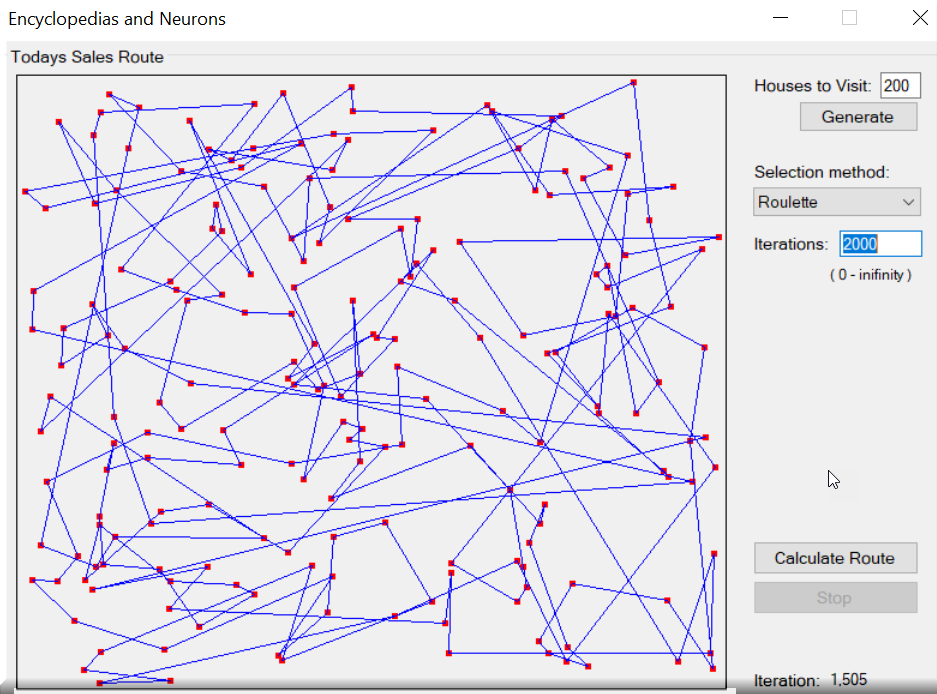 Encyclopedias and Neurons
Todays Sales Route
Houses to Visit: 200
Generate
Selection method:
Roulette
Iterations: 2000
( 0 - inifinity )
Calculate Route
Stop
Iteration: 1,505